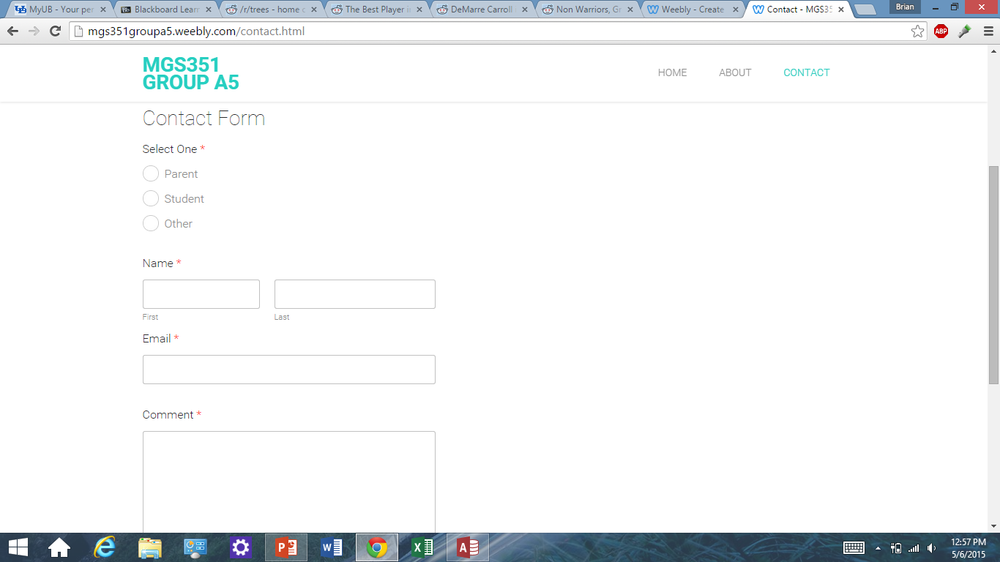 MyUB - Your per
Blackboard Lear
/r/trees - home o
The Best Player i
DeMarre Carroll
Non Warriors, Gr
Weebly - Create
Contact - MGS35
Brian
mgs351groupa5.weebly.com/contact.html
ABP
MGS351
GROUP A5
HOME
ABOUT
CONTACT
Contact Form
Select One *
Parent
Student
Other
Name *
First
Last
Email *
Comment *
12:57 PM
5/6/2015